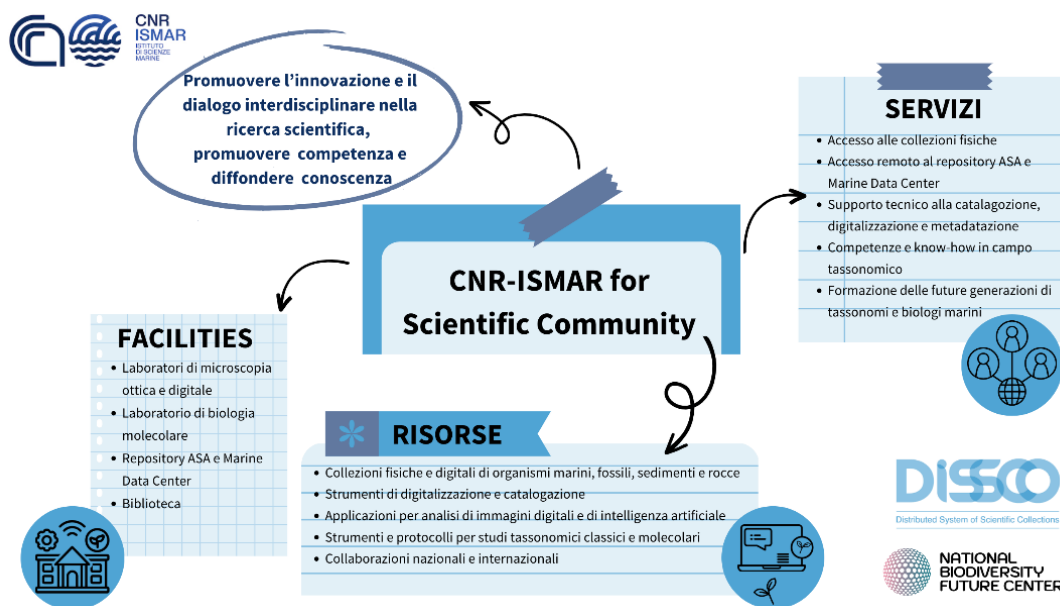 CNR
ISMAR
ISTITUTO
DI SCIENZE
MARINE
Promuovere l'innovazione e il
dialogo interdisciplinare nella
ricerca scientifica,
promuovere competenza e
diffondere conoscenza
SERVIZI
• Accesso alle collezioni fisiche
• Accesso remoto al repository ASA e
Marine Data Center
• Supporto tecnico alla catalagozione,
digitalizzazione e metadatazione
• Competenze e know-how in campo
tassonomico
• Formazione delle future generazioni di
tassonomi e biologi marini
CNR-ISMAR for
Scientific Community
FACILITIES
• Laboratori di microscopia
ottica e digitale
• Laboratorio di biologia
molecolare
• Repository ASA e Marine
Data Center
• Biblioteca
RISORSE
• Collezioni fisiche e digitali di organismi marini, fossili, sedimenti e rocce
• Strumenti di digitalizzazione e catalogazione
• Applicazioni per analisi di immagini digitali e di intelligenza artificiale
• Strumenti e protocolli per studi tassonomici classici e molecolari
• Collaborazioni nazionali e internazionali
DiSSCO
Distributed System of Scientific Collections
NATIONAL
BIODIVERSITY
FUTURE CENTER